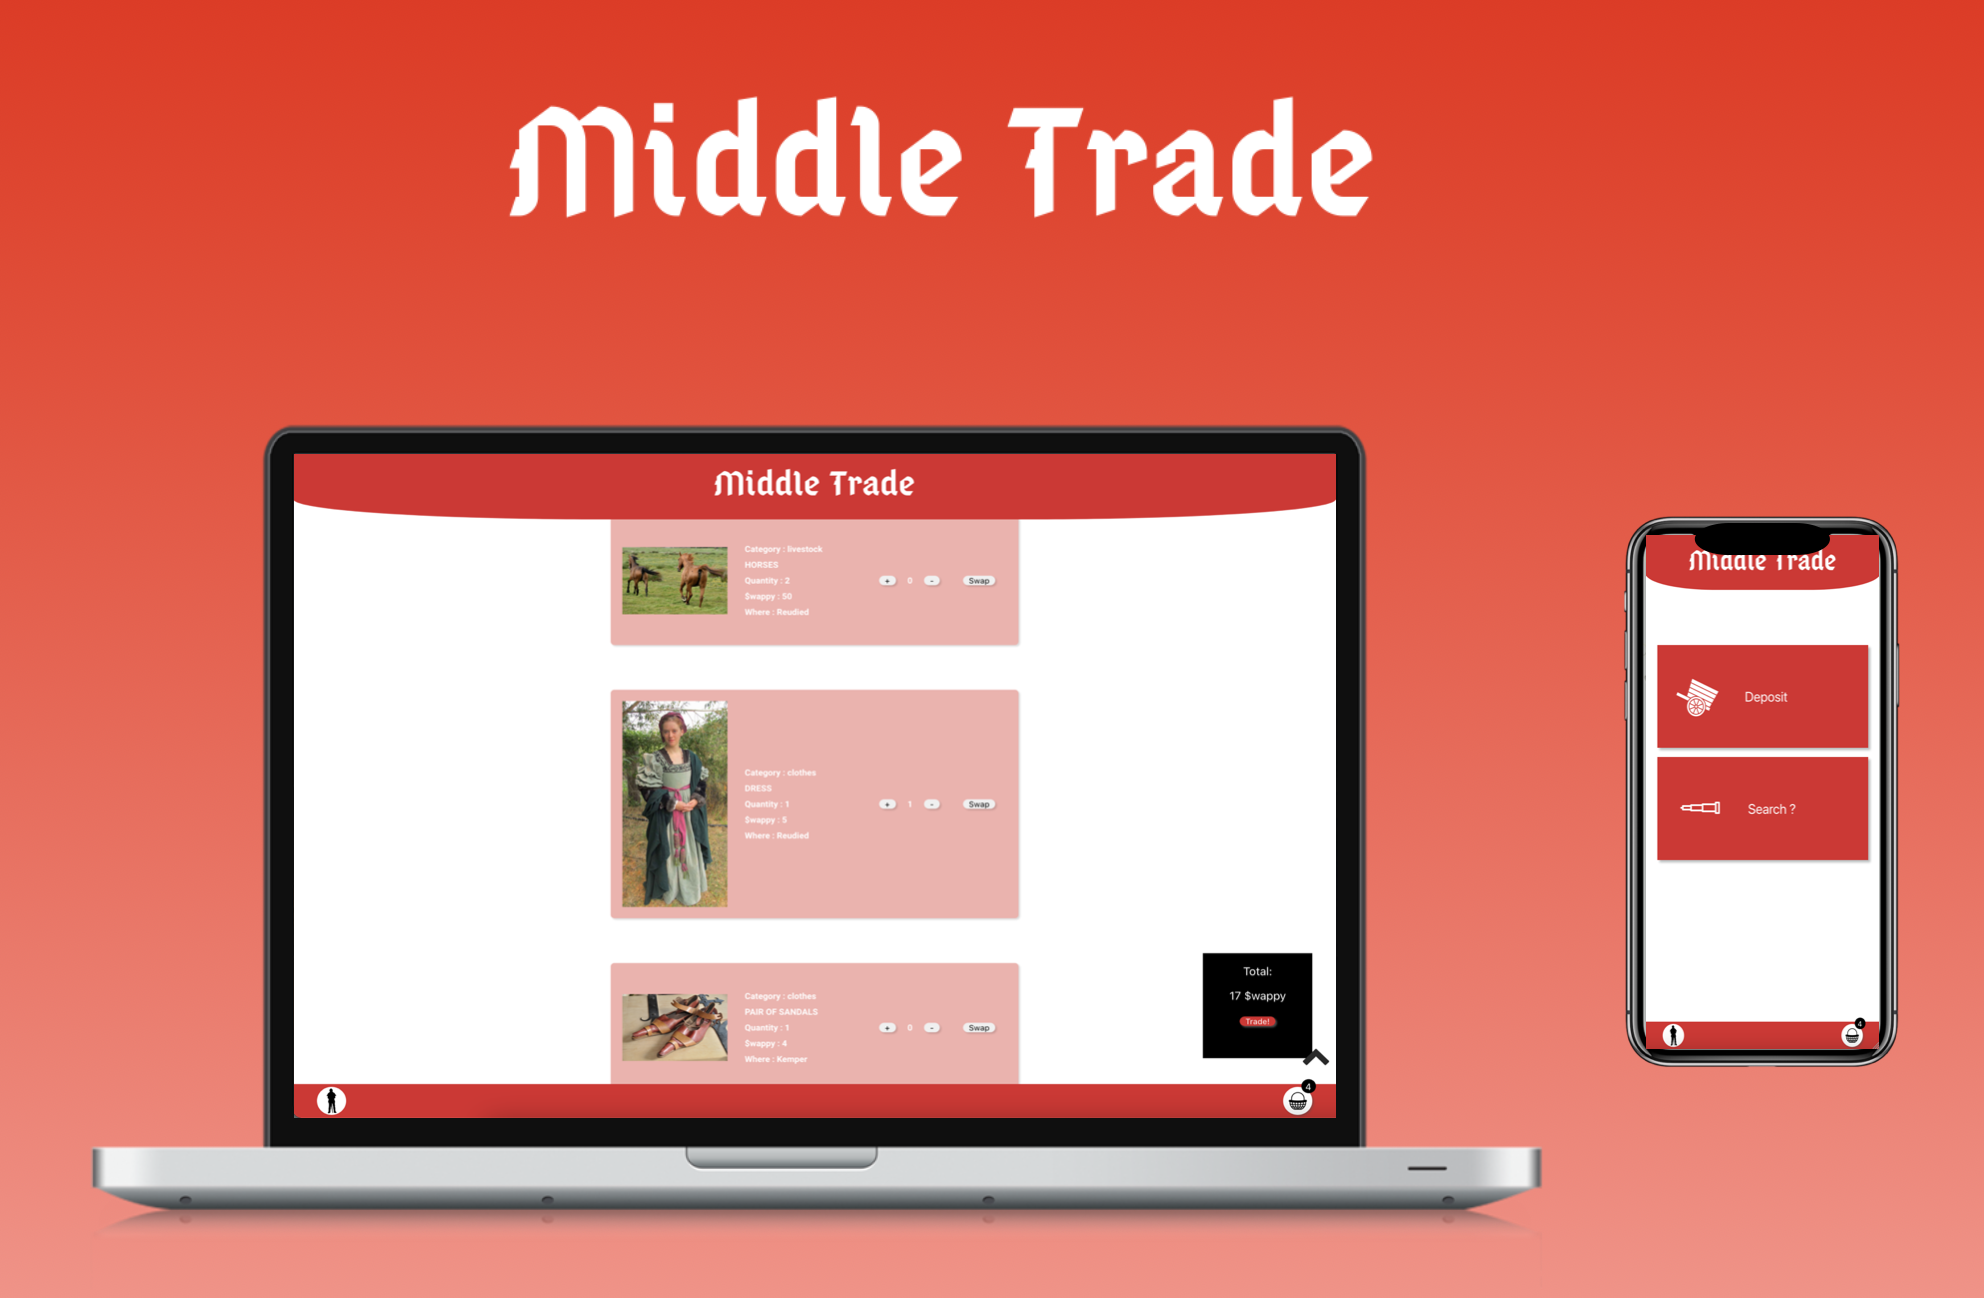 Middle Trade
Middle Trade
Category : livestock
HORSES
Quantity : 2
$wappy : 50
Where : Reudied
+ 0 - Swap
Category : clothes
DRESS
Quantity : 1
$wappy : 5
Where : Reudied
+ 1 - Swap
Category : clothes
PAIR OF SANDALS
Quantity : 1
$wappy : 4
Where : Kemper
+ 0 - Swap
Total:
17 $wappy
Trade!
4
Middle Trade
Deposit
Search ?
4